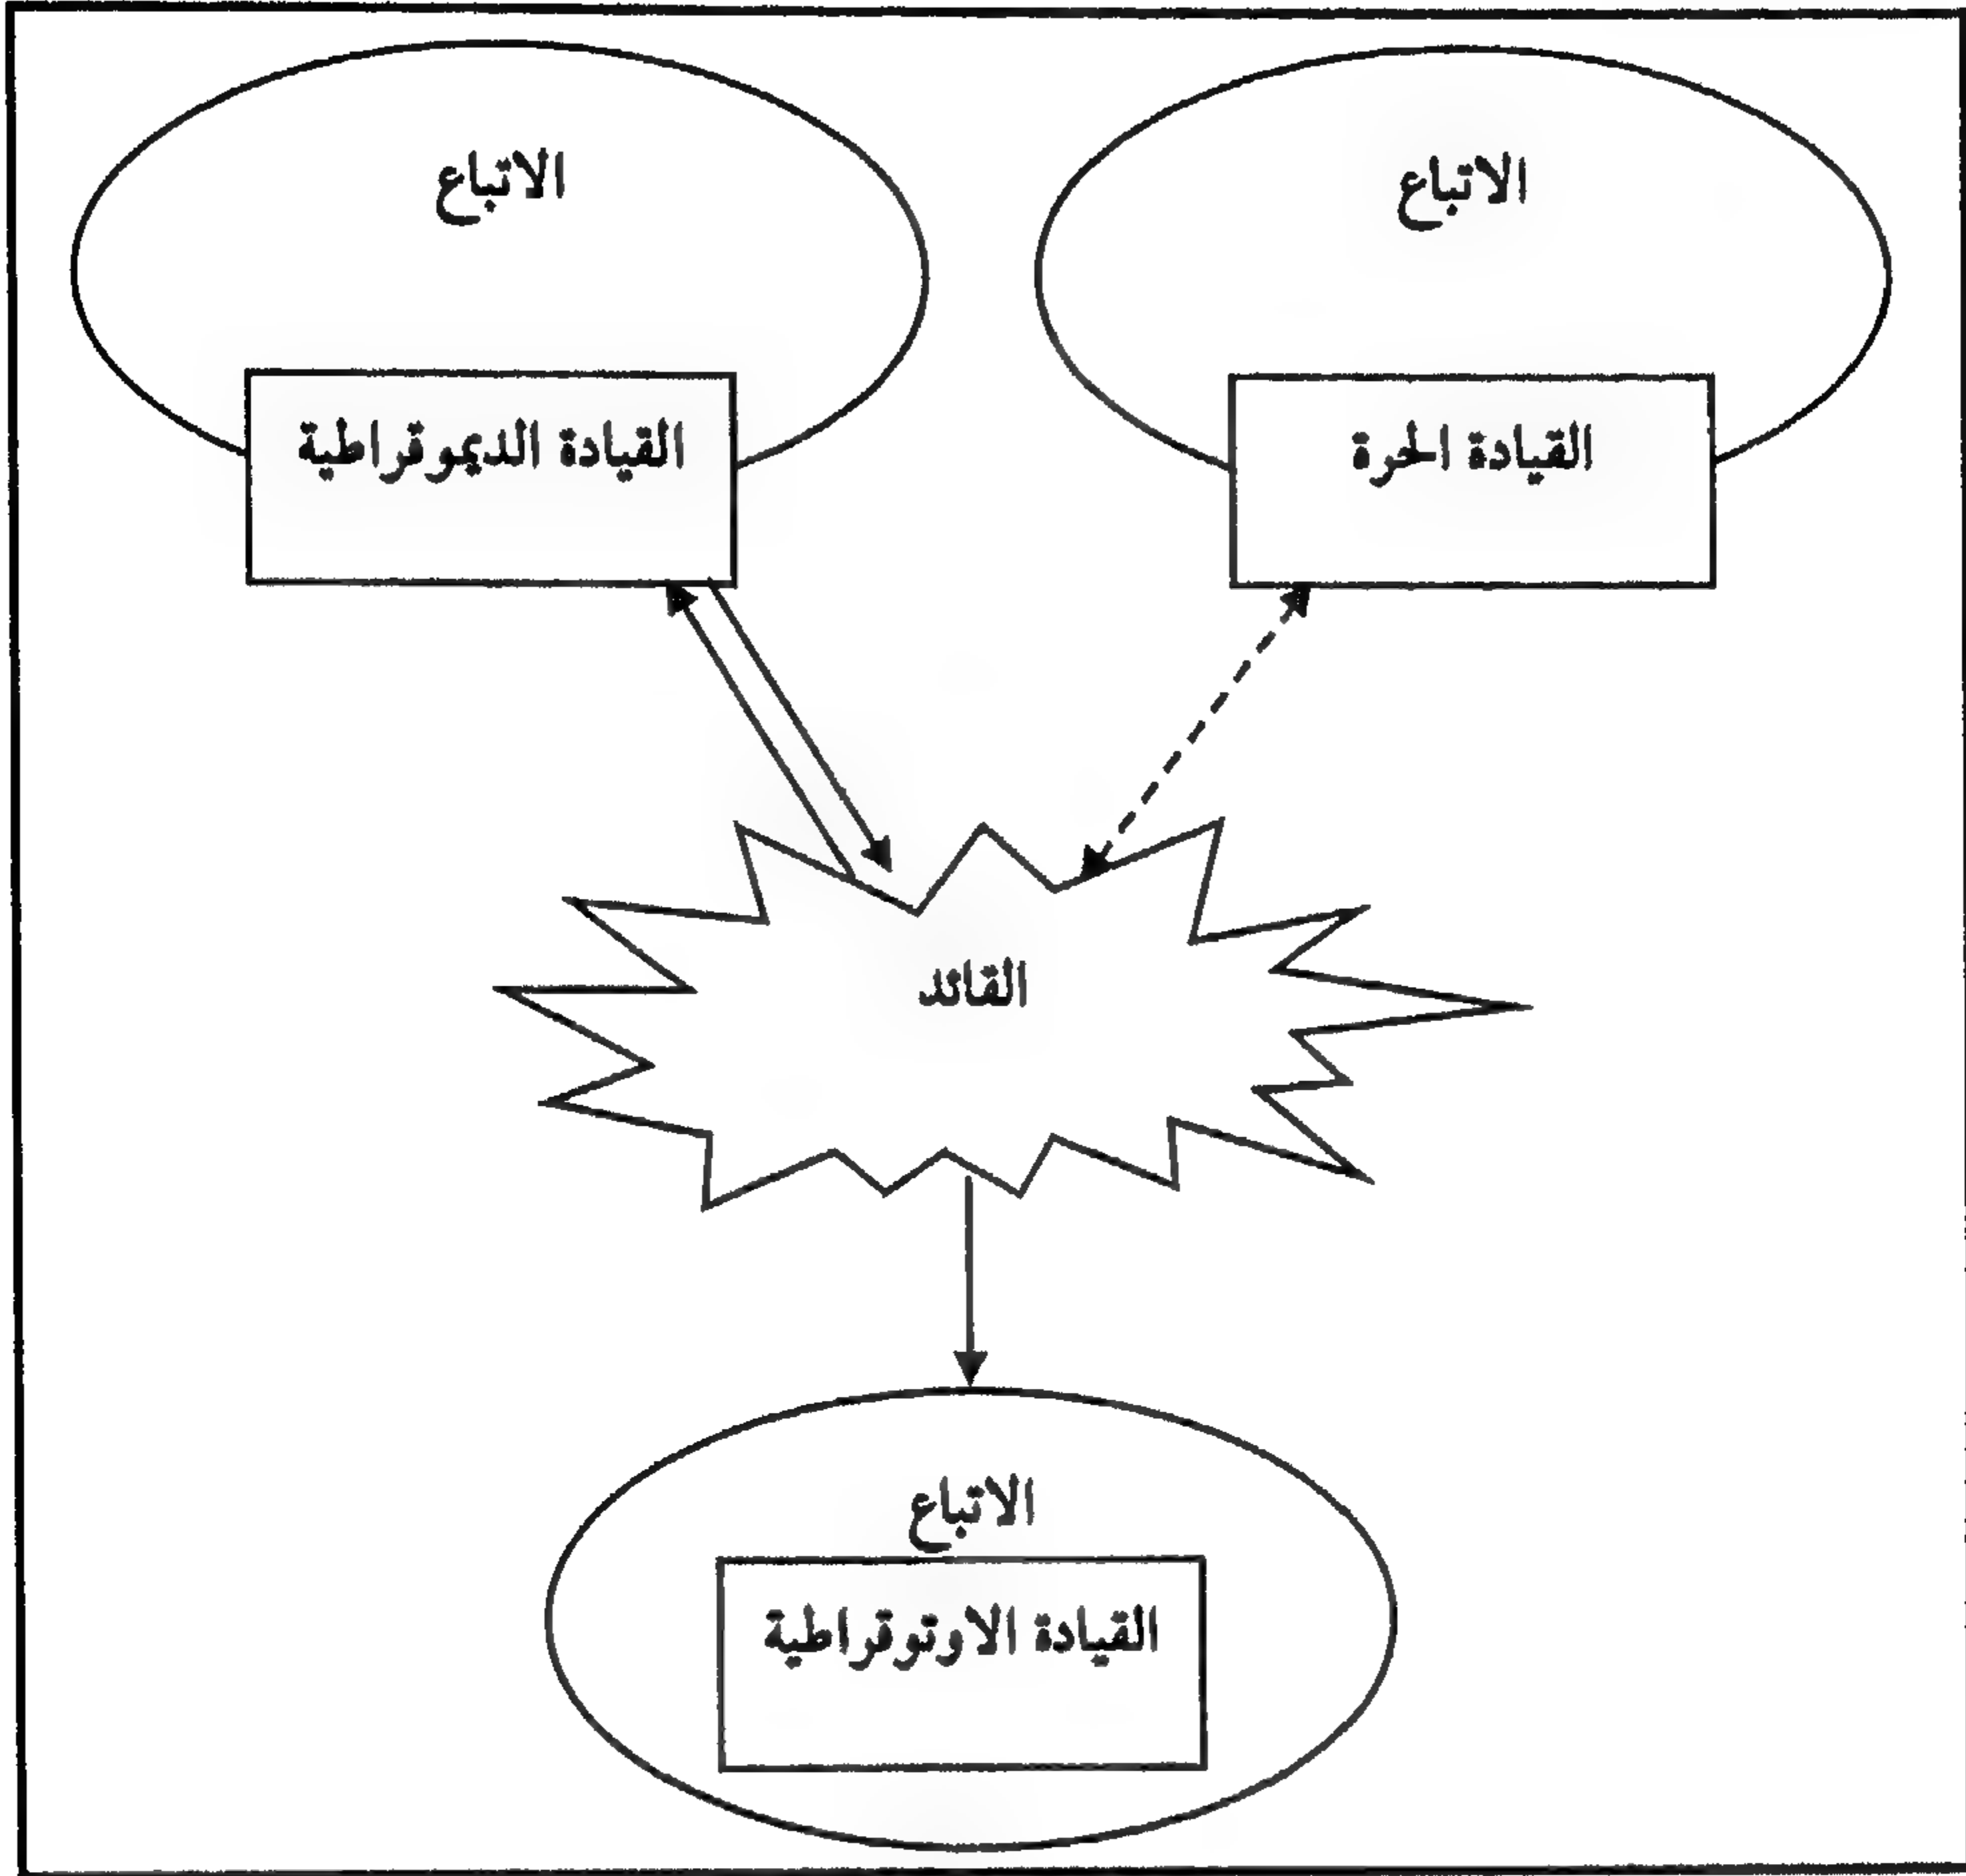 الاتباع
الاتباع
القيادة الحرة
القيادة الديموقراطية
القائد
الاتباع
القيادة الاوتوقراطية